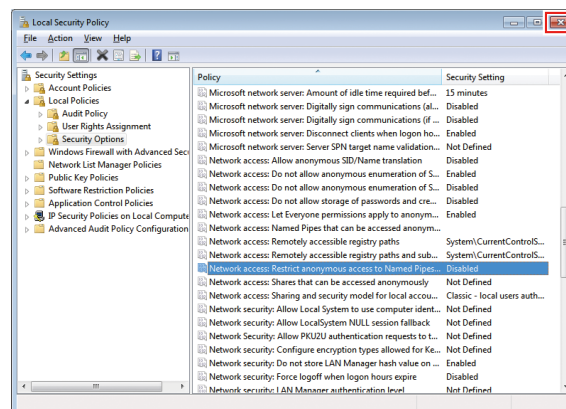 Local Security Policy
File Action View Help
Security Settings
Account Policies
Local Policies
Audit Policy
User Rights Assignment
Security Options
Windows Firewall with Advanced Secu
Network List Manager Policies
Public Key Policies
Software Restriction Policies
Application Control Policies
IP Security Policies on Local Compute
Advanced Audit Policy Configuration
Policy Security Setting
Microsoft network server: Amount of idle time required bef... 15 minutes
Microsoft network server: Digitally sign communications (al... Disabled
Microsoft network server: Digitally sign communications (if ... Disabled
Microsoft network server: Disconnect clients when logon ho... Enabled
Microsoft network server: Server SPN target name validation... Not Defined
Network access: Allow anonymous SID/Name translation Disabled
Network access: Do not allow anonymous enumeration of S... Enabled
Network access: Do not allow anonymous enumeration of S... Disabled
Network access: Do not allow storage of passwords and cre... Disabled
Network access: Let Everyone permissions apply to anonym... Enabled
Network access: Named Pipes that can be accessed anonym...
Network access: Remotely accessible registry paths System\CurrentControlS...
Network access: Remotely accessible registry paths and sub... System\CurrentControlS...
Network access: Restrict anonymous access to Named Pipes... Disabled
Network access: Shares that can be accessed anonymously Not Defined
Network access: Sharing and security model for local accou... Classic - local users auth...
Network security: Allow Local System to use computer ident... Not Defined
Network security: Allow LocalSystem NULL session fallback Not Defined
Network security: Allow PKU2U authentication requests to t... Not Defined
Network security: Configure encryption types allowed for Ke... Not Defined
Network security: Do not store LAN Manager hash value on ... Enabled
Network security: Force logoff when logon hours expire Disabled
Network security: LAN Manager authentication level Not Defined